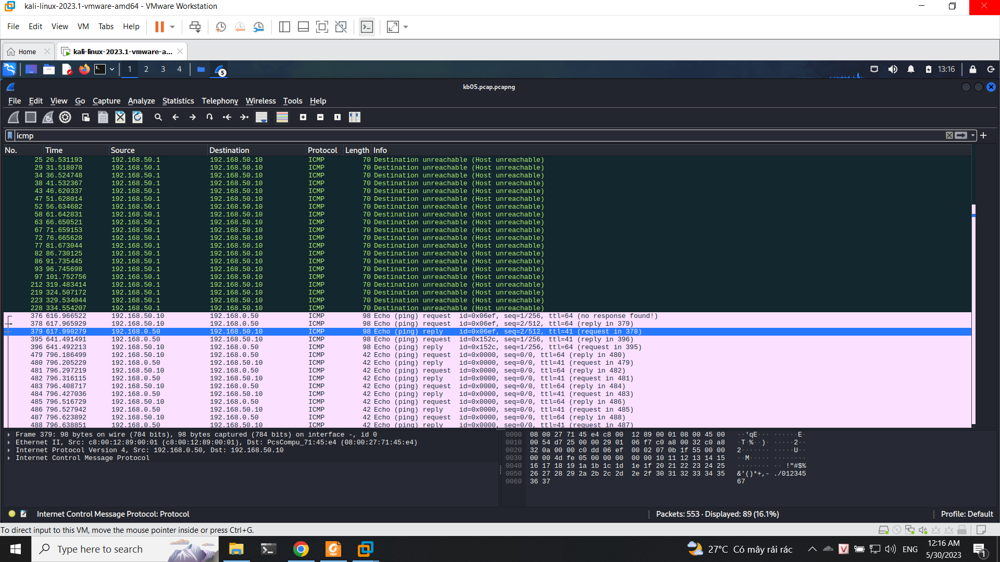 kali-linux-2023.1-vmware-amd64 - VMware Workstation
File Edit View VM Tabs Help
Home kali-linux-2023.1-vmware-a...
1 2 3 4 5 13:16
kb05.pcap.pcapng
File Edit View Go Capture Analyze Statistics Telephony Wireless Tools Help
icmp
No. Time Source Destination Protocol Length Info
25 26.531193 192.168.50.1 192.168.50.10 ICMP 70 Destination unreachable (Host unreachable)
29 31.518078 192.168.50.1 192.168.50.10 ICMP 70 Destination unreachable (Host unreachable)
34 36.524748 192.168.50.1 192.168.50.10 ICMP 70 Destination unreachable (Host unreachable)
38 41.532367 192.168.50.1 192.168.50.10 ICMP 70 Destination unreachable (Host unreachable)
43 46.620337 192.168.50.1 192.168.50.10 ICMP 70 Destination unreachable (Host unreachable)
47 51.628014 192.168.50.1 192.168.50.10 ICMP 70 Destination unreachable (Host unreachable)
52 56.634682 192.168.50.1 192.168.50.10 ICMP 70 Destination unreachable (Host unreachable)
58 61.642831 192.168.50.1 192.168.50.10 ICMP 70 Destination unreachable (Host unreachable)
63 66.650521 192.168.50.1 192.168.50.10 ICMP 70 Destination unreachable (Host unreachable)
67 71.659153 192.168.50.1 192.168.50.10 ICMP 70 Destination unreachable (Host unreachable)
72 76.665628 192.168.50.1 192.168.50.10 ICMP 70 Destination unreachable (Host unreachable)
77 81.673044 192.168.50.1 192.168.50.10 ICMP 70 Destination unreachable (Host unreachable)
82 86.730125 192.168.50.1 192.168.50.10 ICMP 70 Destination unreachable (Host unreachable)
86 91.735445 192.168.50.1 192.168.50.10 ICMP 70 Destination unreachable (Host unreachable)
93 96.745698 192.168.50.1 192.168.50.10 ICMP 70 Destination unreachable (Host unreachable)
97 101.752756 192.168.50.1 192.168.50.10 ICMP 70 Destination unreachable (Host unreachable)
212 319.483414 192.168.50.1 192.168.50.10 ICMP 70 Destination unreachable (Host unreachable)
219 324.507172 192.168.50.1 192.168.50.10 ICMP 70 Destination unreachable (Host unreachable)
223 329.534044 192.168.50.1 192.168.50.10 ICMP 70 Destination unreachable (Host unreachable)
228 334.554207 192.168.50.1 192.168.50.10 ICMP 70 Destination unreachable (Host unreachable)
376 616.966522 192.168.50.10 192.168.0.50 ICMP 98 Echo (ping) request id=0x06ef, seq=1/256, ttl=64 (no response found!)
378 617.965929 192.168.50.10 192.168.0.50 ICMP 98 Echo (ping) request id=0x06ef, seq=2/512, ttl=64 (reply in 379)
379 617.990279 192.168.0.50 192.168.50.10 ICMP 98 Echo (ping) reply id=0x06ef, seq=2/512, ttl=41 (request in 378)
395 641.491491 192.168.0.50 192.168.50.10 ICMP 98 Echo (ping) request id=0x152c, seq=1/256, ttl=41 (reply in 396)
396 641.492213 192.168.50.10 192.168.0.50 ICMP 98 Echo (ping) reply id=0x152c, seq=1/256, ttl=64 (request in 395)
479 796.186499 192.168.50.10 192.168.0.50 ICMP 42 Echo (ping) request id=0x0000, seq=0/0, ttl=64 (reply in 480)
480 796.205229 192.168.0.50 192.168.50.10 ICMP 42 Echo (ping) reply id=0x0000, seq=0/0, ttl=41 (request in 479)
481 796.297219 192.168.50.10 192.168.0.50 ICMP 42 Echo (ping) request id=0x0000, seq=0/0, ttl=64 (reply in 482)
482 796.316115 192.168.0.50 192.168.50.10 ICMP 42 Echo (ping) reply id=0x0000, seq=0/0, ttl=41 (request in 481)
483 796.408717 192.168.50.10 192.168.0.50 ICMP 42 Echo (ping) request id=0x0000, seq=0/0, ttl=64 (reply in 484)
484 796.427036 192.168.0.50 192.168.50.10 ICMP 42 Echo (ping) reply id=0x0000, seq=0/0, ttl=41 (request in 483)
485 796.516729 192.168.50.10 192.168.0.50 ICMP 42 Echo (ping) request id=0x0000, seq=0/0, ttl=64 (reply in 486)
486 796.527942 192.168.0.50 192.168.50.10 ICMP 42 Echo (ping) reply id=0x0000, seq=0/0, ttl=41 (request in 485)
487 796.623892 192.168.50.10 192.168.0.50 ICMP 42 Echo (ping) request id=0x0000, seq=0/0, ttl=64 (reply in 488)
488 796.638851 192.168.0.50 192.168.50.10 ICMP 42 Echo (ping) reply id=0x0000, seq=0/0, ttl=41 (request in 487)
Frame 379: 98 bytes on wire (784 bits), 98 bytes captured (784 bits) on interface -, id 0
Ethernet II, Src: c8:00:12:89:00:01 (c8:00:12:89:00:01), Dst: PcsCompu_71:45:e4 (08:00:27:71:45:e4)
Internet Protocol Version 4, Src: 192.168.0.50, Dst: 192.168.50.10
Internet Control Message Protocol
0000 08 00 27 71 45 e4 c8 00 12 89 00 01 08 00 45 00 ··'qE··· ······E·
0010 00 54 d7 25 00 00 29 01 06 f7 c0 a8 00 32 c0 a8 ·T·%··)· ·····2··
0020 32 0a 00 00 c0 dd 06 ef 00 02 07 0b 1f 55 00 00 2······· ·····U··
0030 00 00 4d fe 05 00 00 00 00 00 10 11 12 13 14 15 ··M····· ········
0040 16 17 18 19 1a 1b 1c 1d 1e 1f 20 21 22 23 24 25 ········ ·· !"#$%
0050 26 27 28 29 2a 2b 2c 2d 2e 2f 30 31 32 33 34 35 &'()*+,- ./012345
0060 36 37 67
Internet Control Message Protocol: Protocol Packets: 553 · Displayed: 89 (16.1%) Profile: Default
To direct input to this VM, move the mouse pointer inside or press Ctrl+G.
Type here to search PDF 27°C Có mây rải rác V ENG 12:16 AM
5/30/2023 1